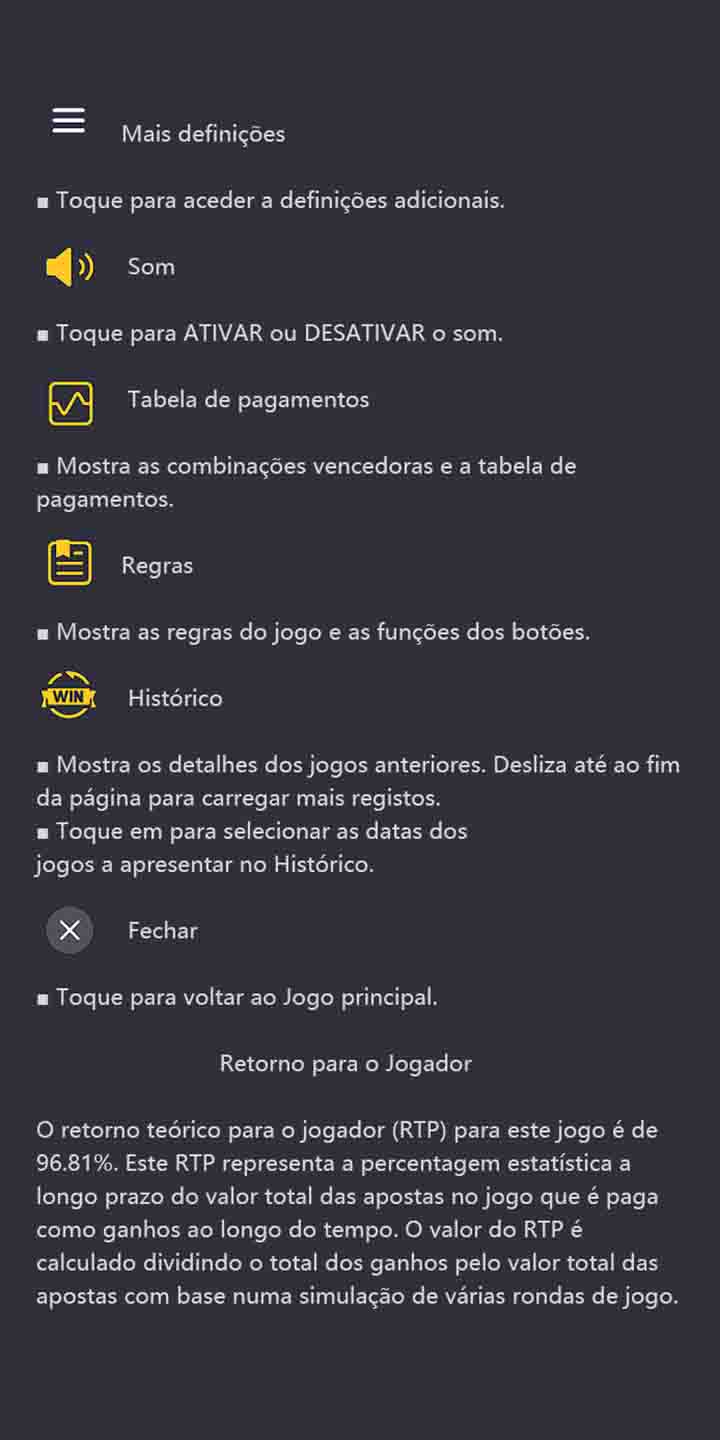 Mais definições
■ Toque para aceder a definições adicionais.
Som
■ Toque para ATIVAR ou DESATIVAR o som.
Tabela de pagamentos
■ Mostra as combinações vencedoras e a tabela de
pagamentos.
Regras
■ Mostra as regras do jogo e as funções dos botões.
WIN
Histórico
■ Mostra os detalhes dos jogos anteriores. Desliza até ao fim
da página para carregar mais registos.
■ Toque em para selecionar as datas dos
jogos a apresentar no Histórico.
Fechar
■ Toque para voltar ao Jogo principal.
Retorno para o Jogador
O retorno teórico para o jogador (RTP) para este jogo é de
96.81%. Este RTP representa a percentagem estatística a
longo prazo do valor total das apostas no jogo que é paga
como ganhos ao longo do tempo. O valor do RTP é
calculado dividindo o total dos ganhos pelo valor total das
apostas com base numa simulação de várias rondas de jogo.